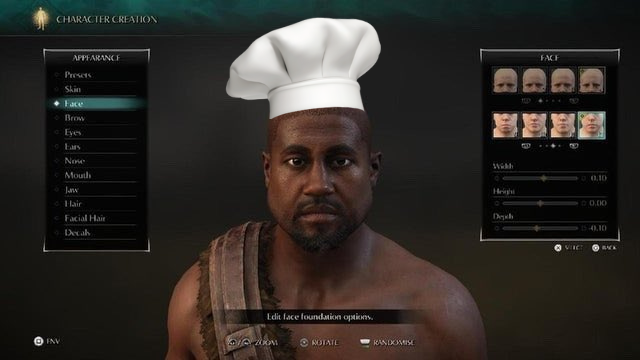 CHARACTER CREATION
APPEARANCE
Presets
Skin
Face
Brow
Eyes
Ears
Nose
Mouth
Jaw
Hair
Facial Hair
Decals
FACE
Width
0.10
Height
0.00
Depth
-0.10
SELECT
BACK
Edit face foundation options.
ENV
ZOOM
ROTATE
RANDOMISE